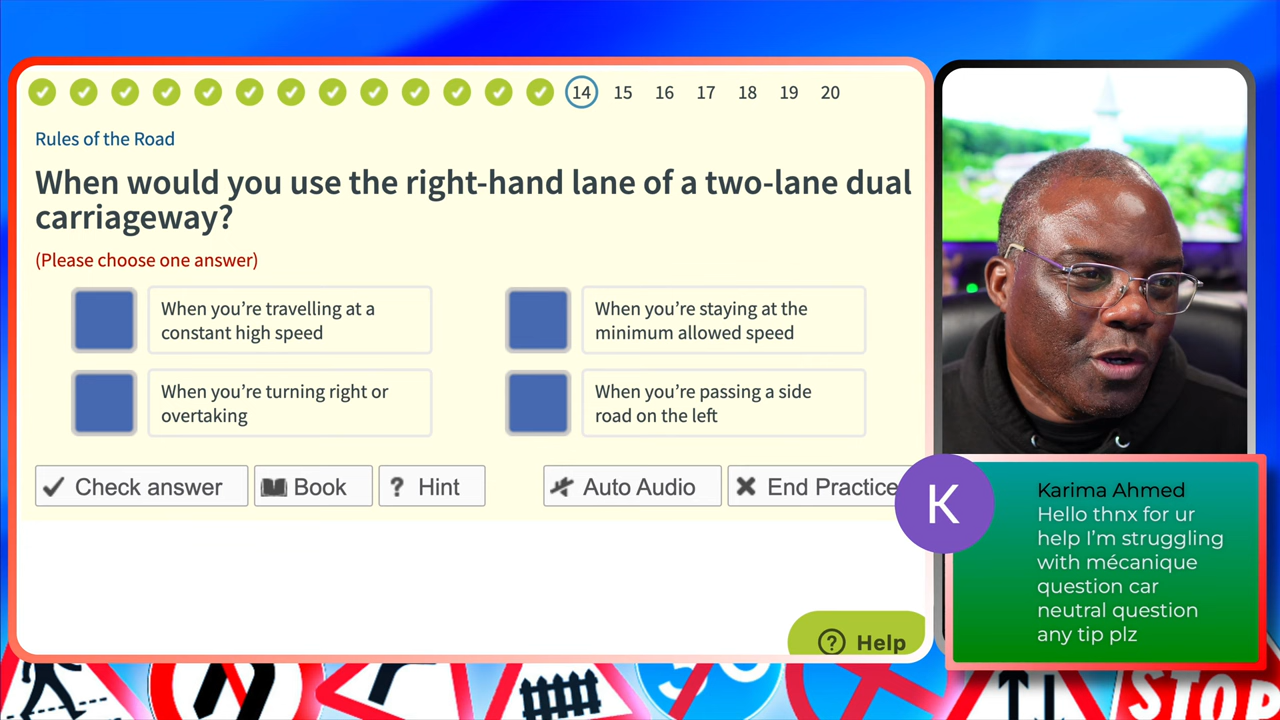 14 15 16 17 18 19 20
Rules of the Road
When would you use the right-hand lane of a two-lane dual
carriageway?
(Please choose one answer)
When you're travelling at a
constant high speed
When you're staying at the
minimum allowed speed
When you're turning right or
overtaking
When you're passing a side
road on the left
Check answer
Book
? Hint
Auto Audio
End Practice
? Help
K
Karima Ahmed
Hello thnx for ur
help I'm struggling
with mécanique
question car
neutral question
any tip plz
STOP